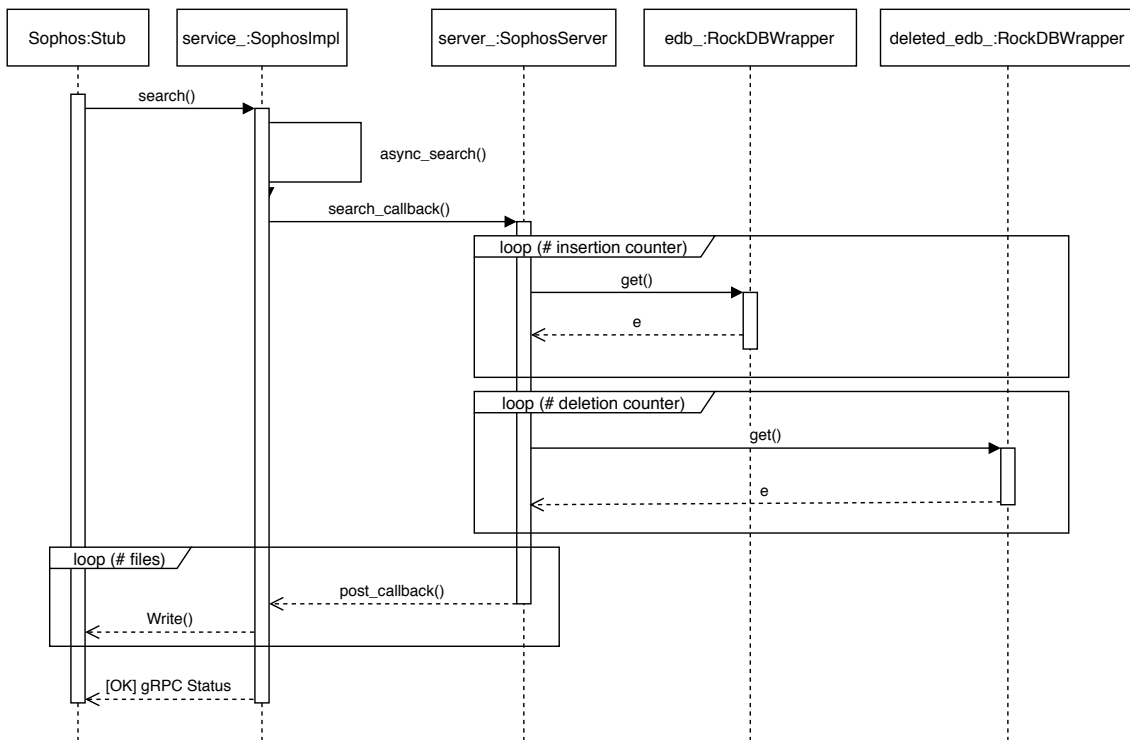 Sophos:Stub
service_:SophosImpl
server_:SophosServer
edb_:RockDBWrapper
deleted_edb_:RockDBWrapper
search()
async_search()
search_callback()
loop (# insertion counter)
get()
e
loop (# deletion counter)
get()
e
loop (# files)
post_callback()
Write()
[OK] gRPC Status